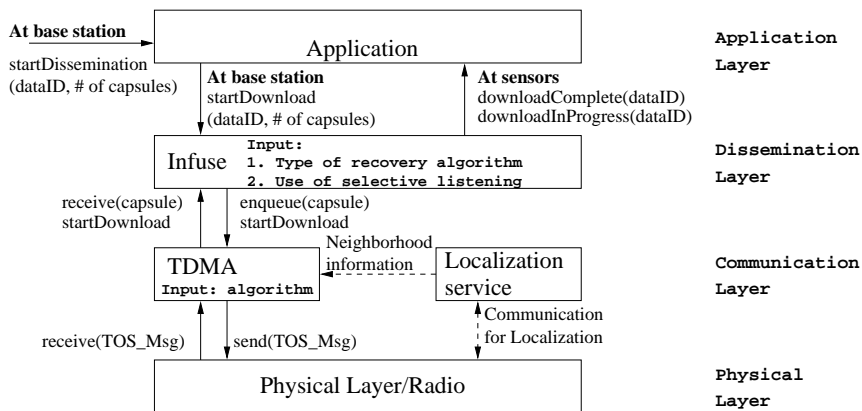 At base station
startDissemination
(dataID, # of capsules)
Application
Application
Layer
At base station
startDownload
(dataID, # of capsules)
At sensors
downloadComplete(dataID)
downloadInProgress(dataID)
Infuse
Input:
1. Type of recovery algorithm
2. Use of selective listening
Dissemination
Layer
receive(capsule)
startDownload
enqueue(capsule)
startDownload
Neighborhood
information
TDMA
Input: algorithm
Localization
service
Communication
Layer
receive(TOS_Msg)
send(TOS_Msg)
Communication
for Localization
Physical Layer/Radio
Physical
Layer